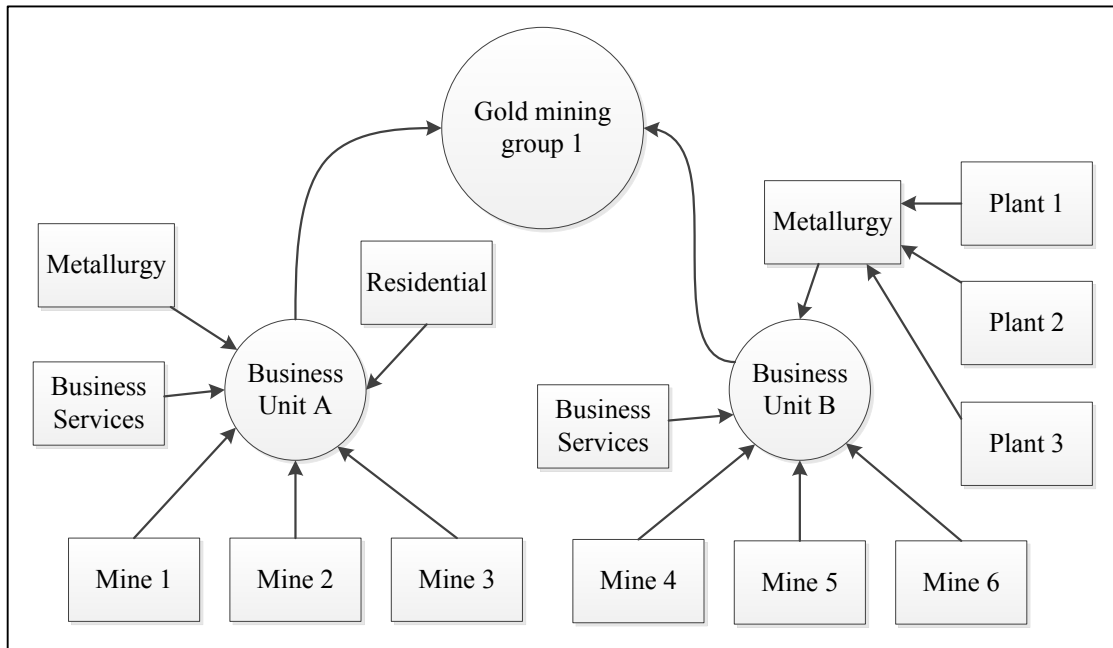 Gold mining
group 1
Metallurgy
Plant 1
Metallurgy
Residential
Plant 2
Business
Unit A
Business
Services
Business
Unit B
Business
Services
Plant 3
Mine 1
Mine 2
Mine 3
Mine 4
Mine 5
Mine 6